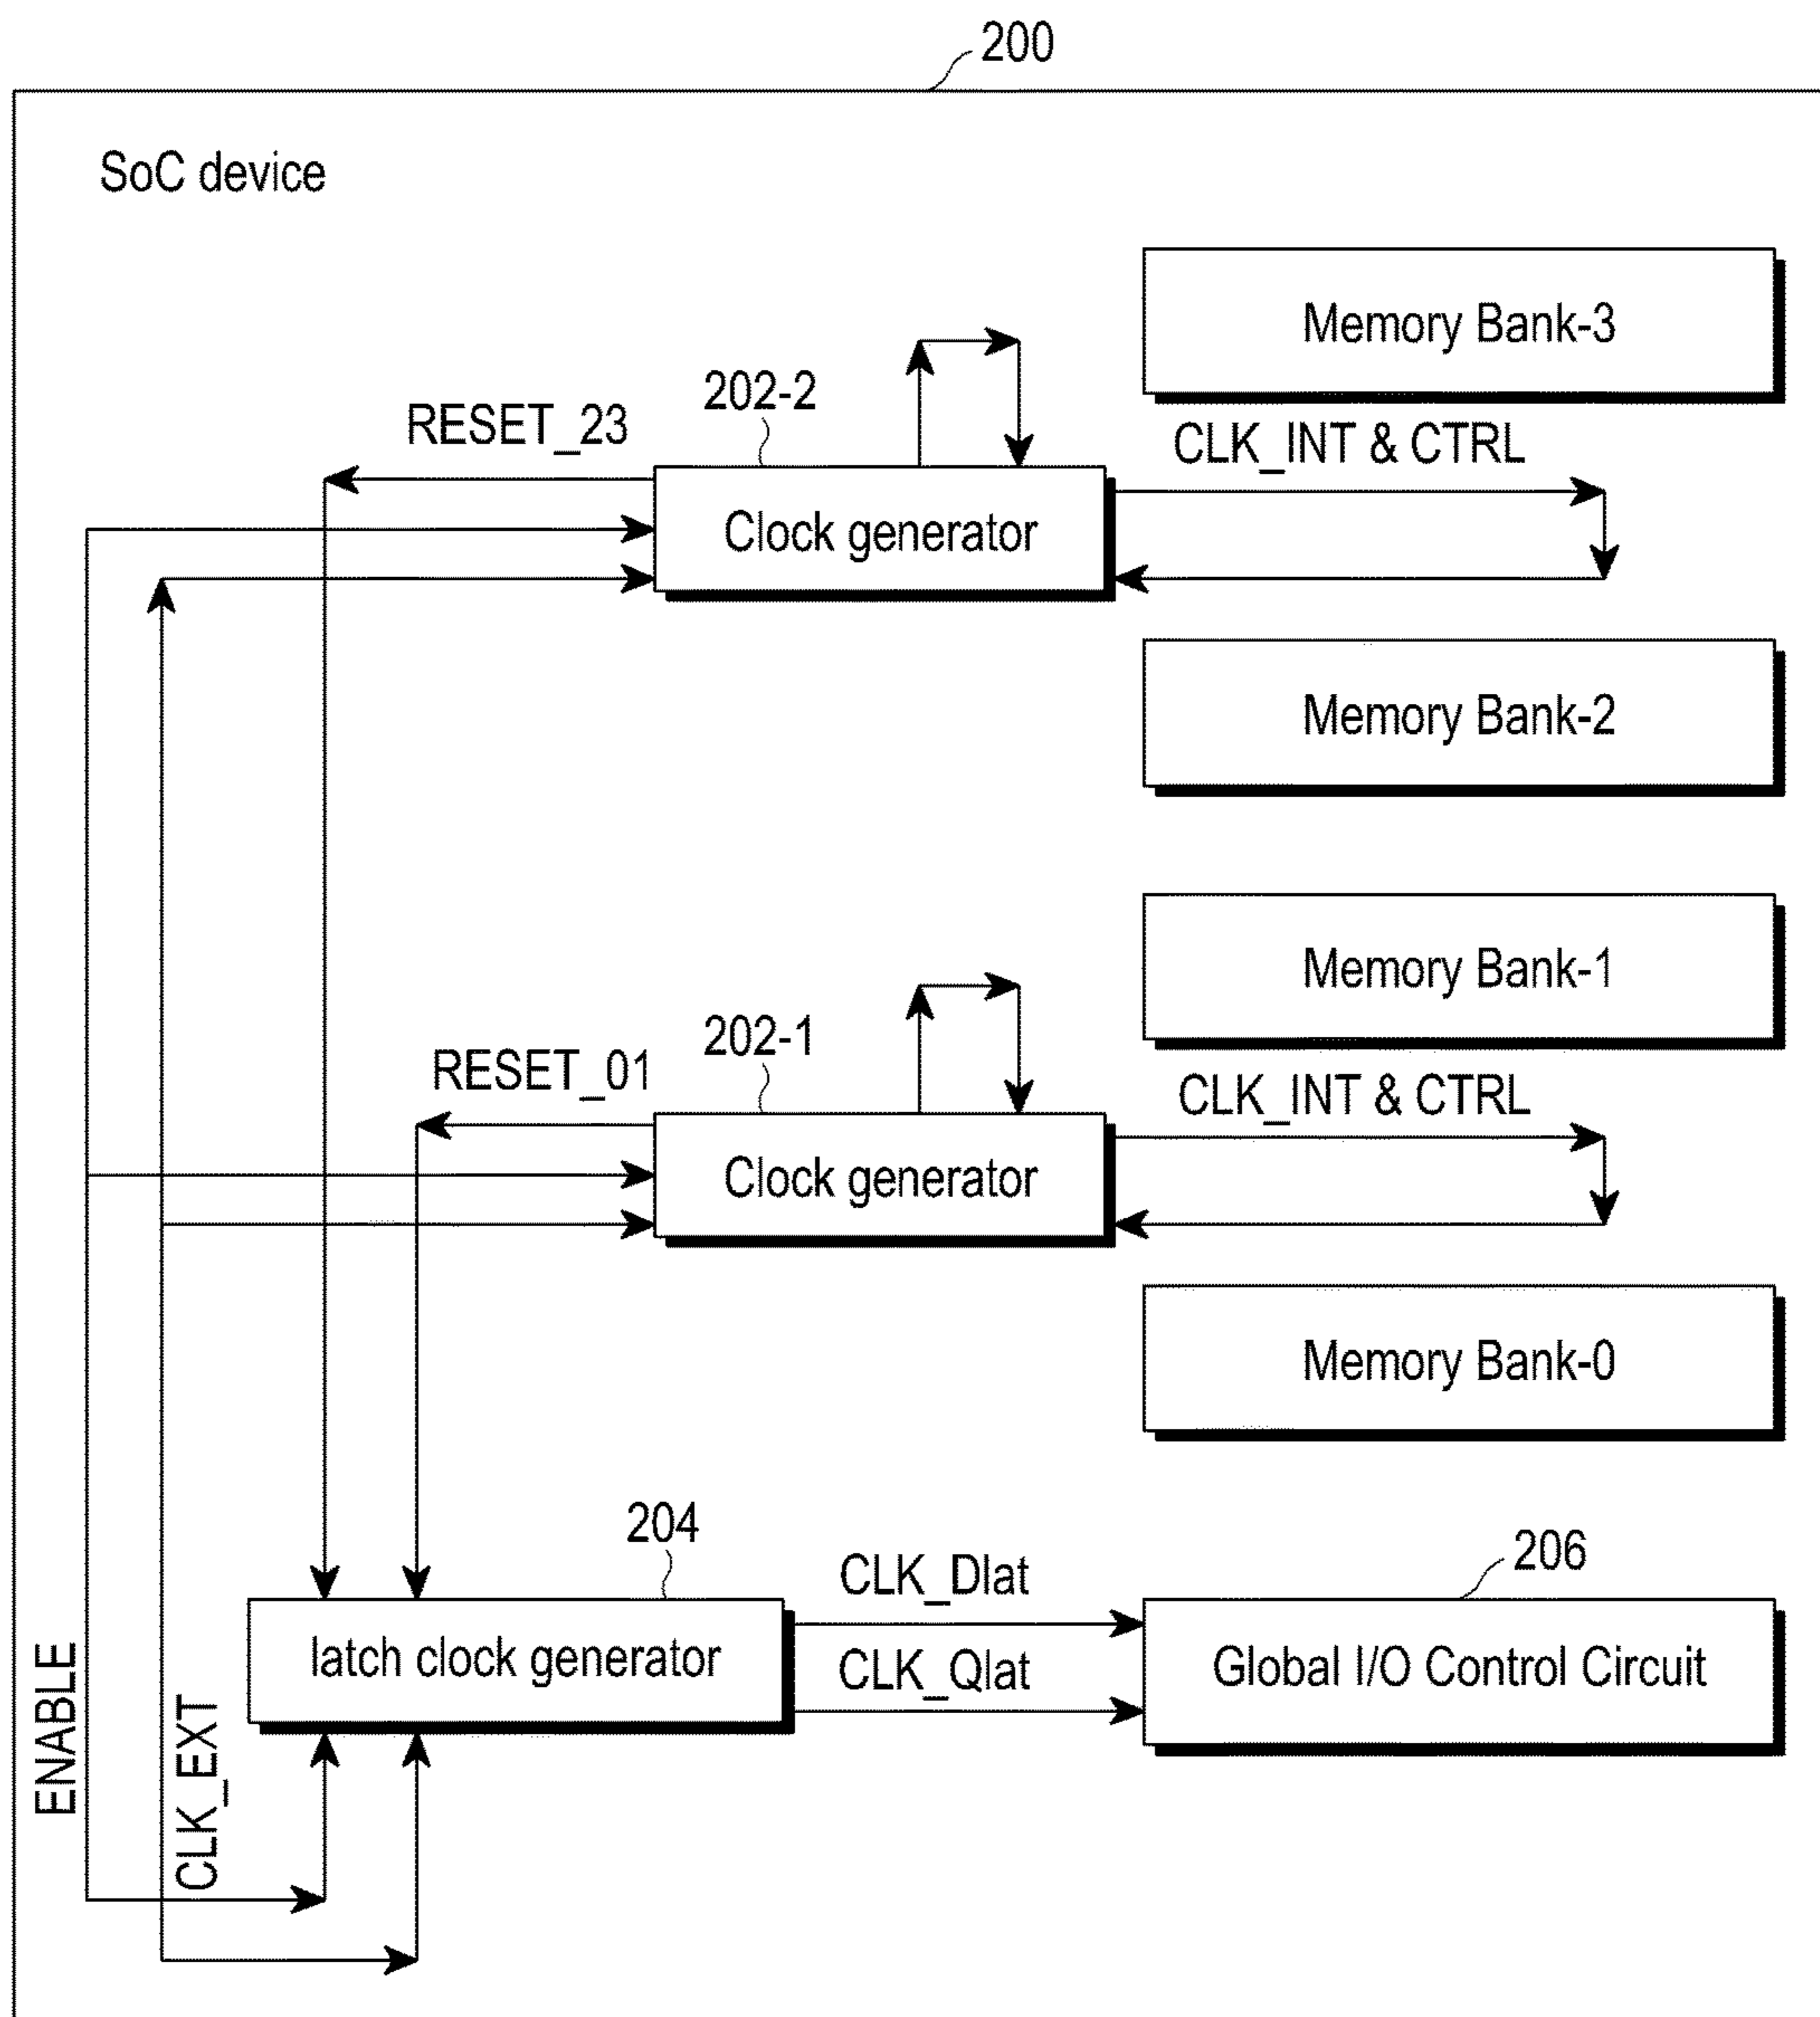 200
SoC device
Memory Bank-3
202-2
RESET_23
CLK_INT & CTRL
Clock generator
Memory Bank-2
Memory Bank-1
202-1
RESET_01
CLK_INT & CTRL
Clock generator
Memory Bank-0
204
206
CLK_Dlat
latch clock generator
CLK_Qlat
Global I/O Control Circuit
ENABLE
CLK_EXT